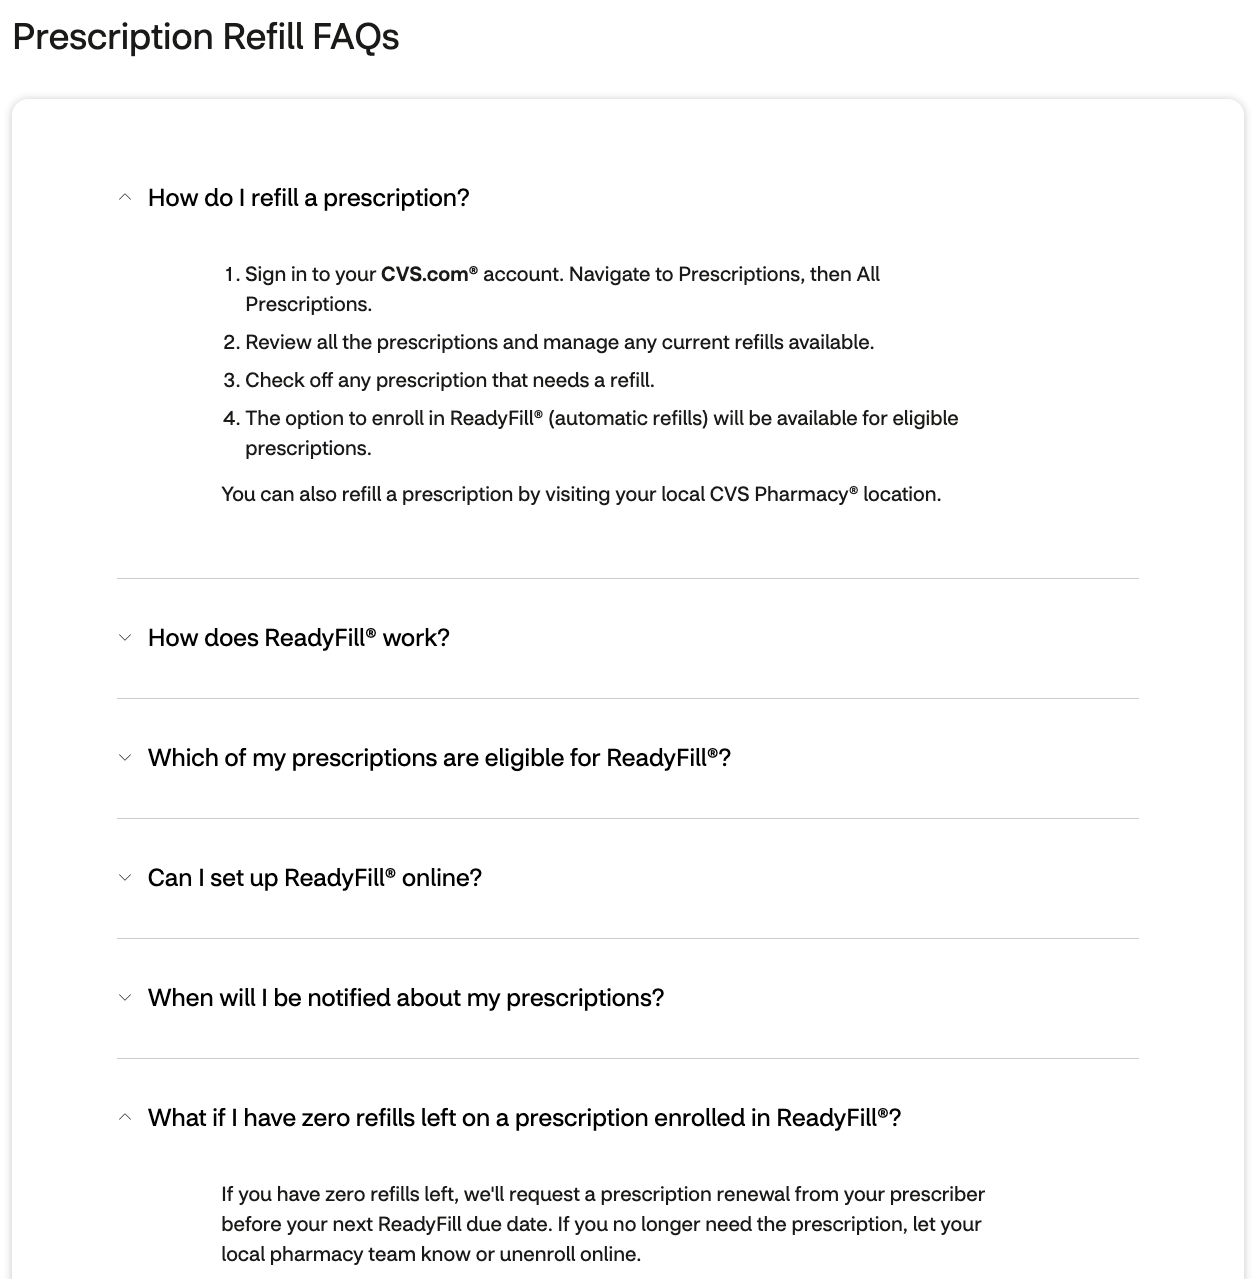 Prescription Refill FAQs
How do I refill a prescription?
1. Sign in to your CVS.com® account. Navigate to Prescriptions, then All
Prescriptions.
2. Review all the prescriptions and manage any current refills available.
3. Check off any prescription that needs a refill.
4. The option to enroll in ReadyFill® (automatic refills) will be available for eligible
prescriptions.
You can also refill a prescription by visiting your local CVS Pharmacy® location.
How does ReadyFill® work?
Which of my prescriptions are eligible for ReadyFill®?
Can I set up ReadyFill® online?
When will I be notified about my prescriptions?
What if I have zero refills left on a prescription enrolled in ReadyFill®?
If you have zero refills left, we'll request a prescription renewal from your prescriber
before your next ReadyFill due date. If you no longer need the prescription, let your
local pharmacy team know or unenroll online.